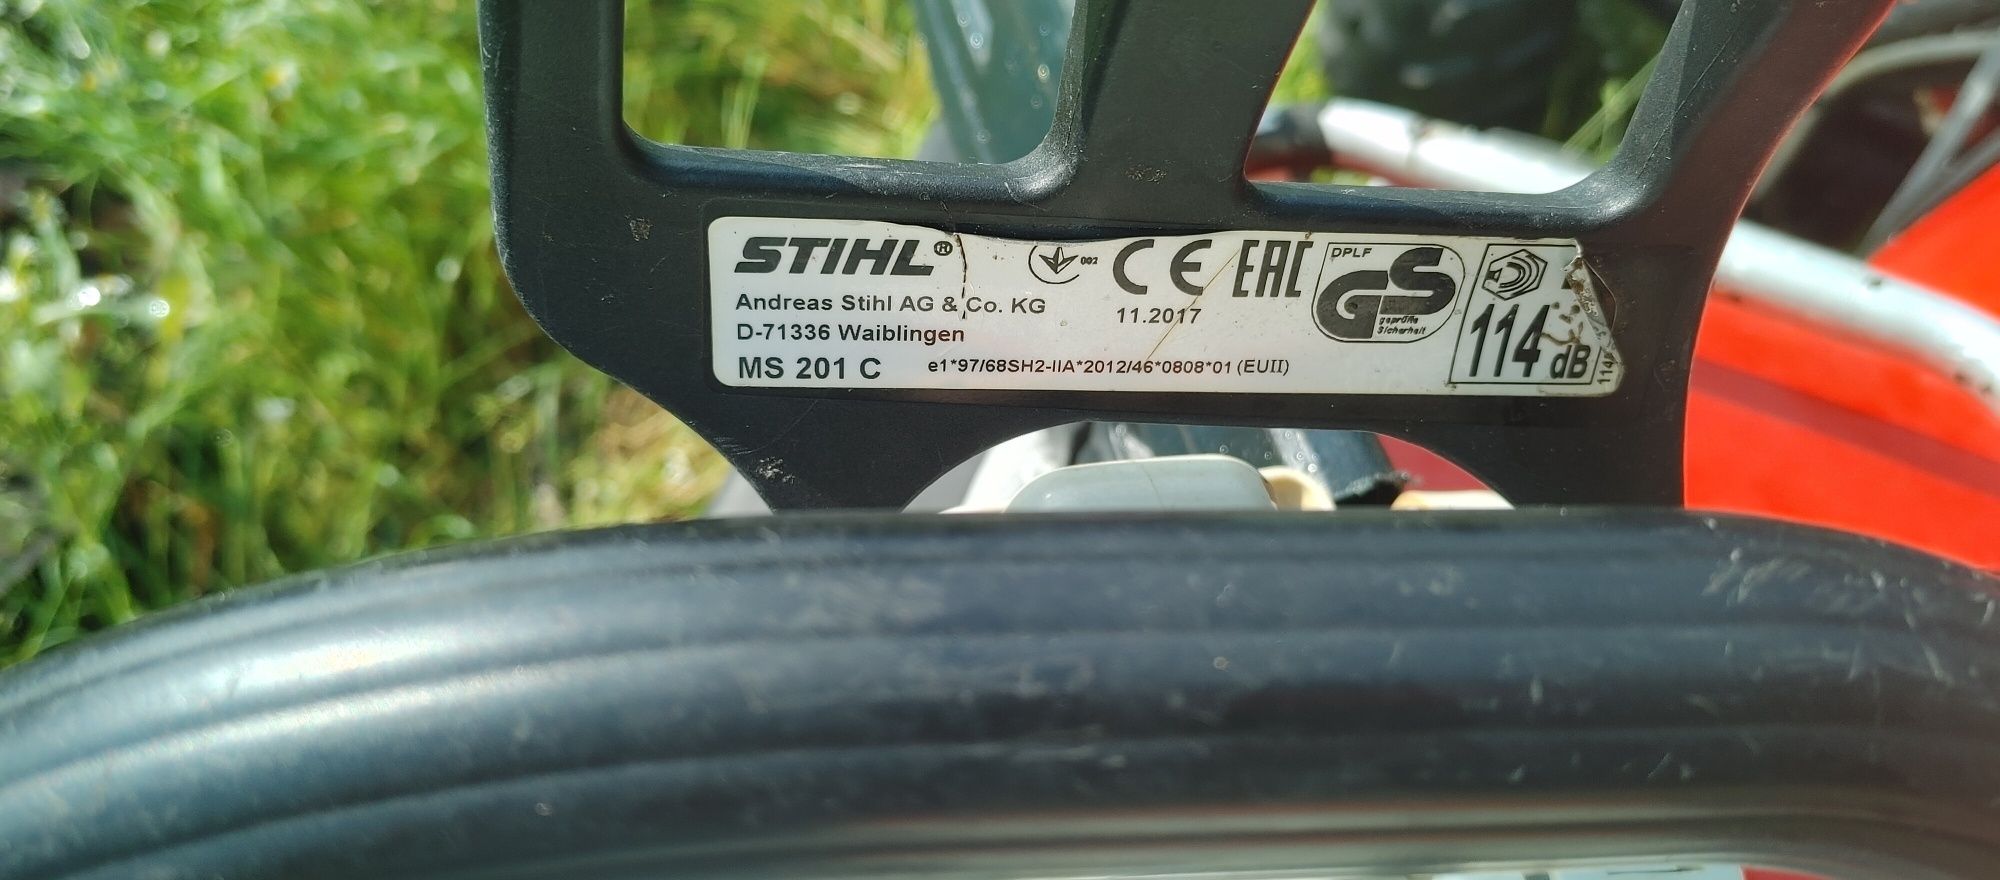 STIHL®
Andreas Stihl AG & Co. KG
D-71336 Waiblingen
MS 201 C
002
CE
11.2017
EAC
DPLF
GS
geprüfte
Sicherheit
114 dB
114
e1*97/68SH2-IIA*2012/46*0808*01 (EUII)